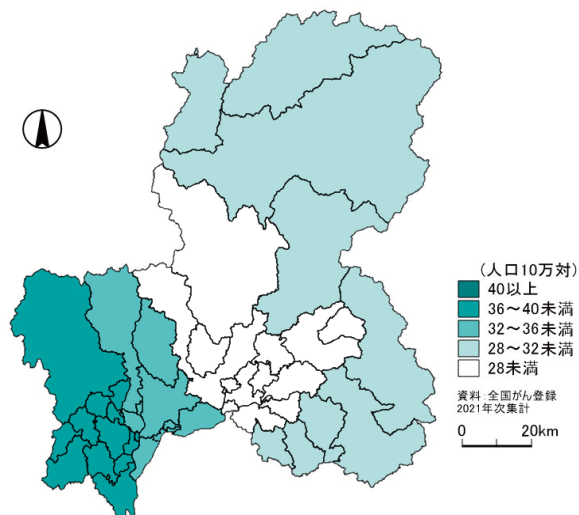 (人口10万対)
40以上
36~40未満
32~36未満
28~32未満
28未満
資料:全国がん登録
2021年次集計
0 20km